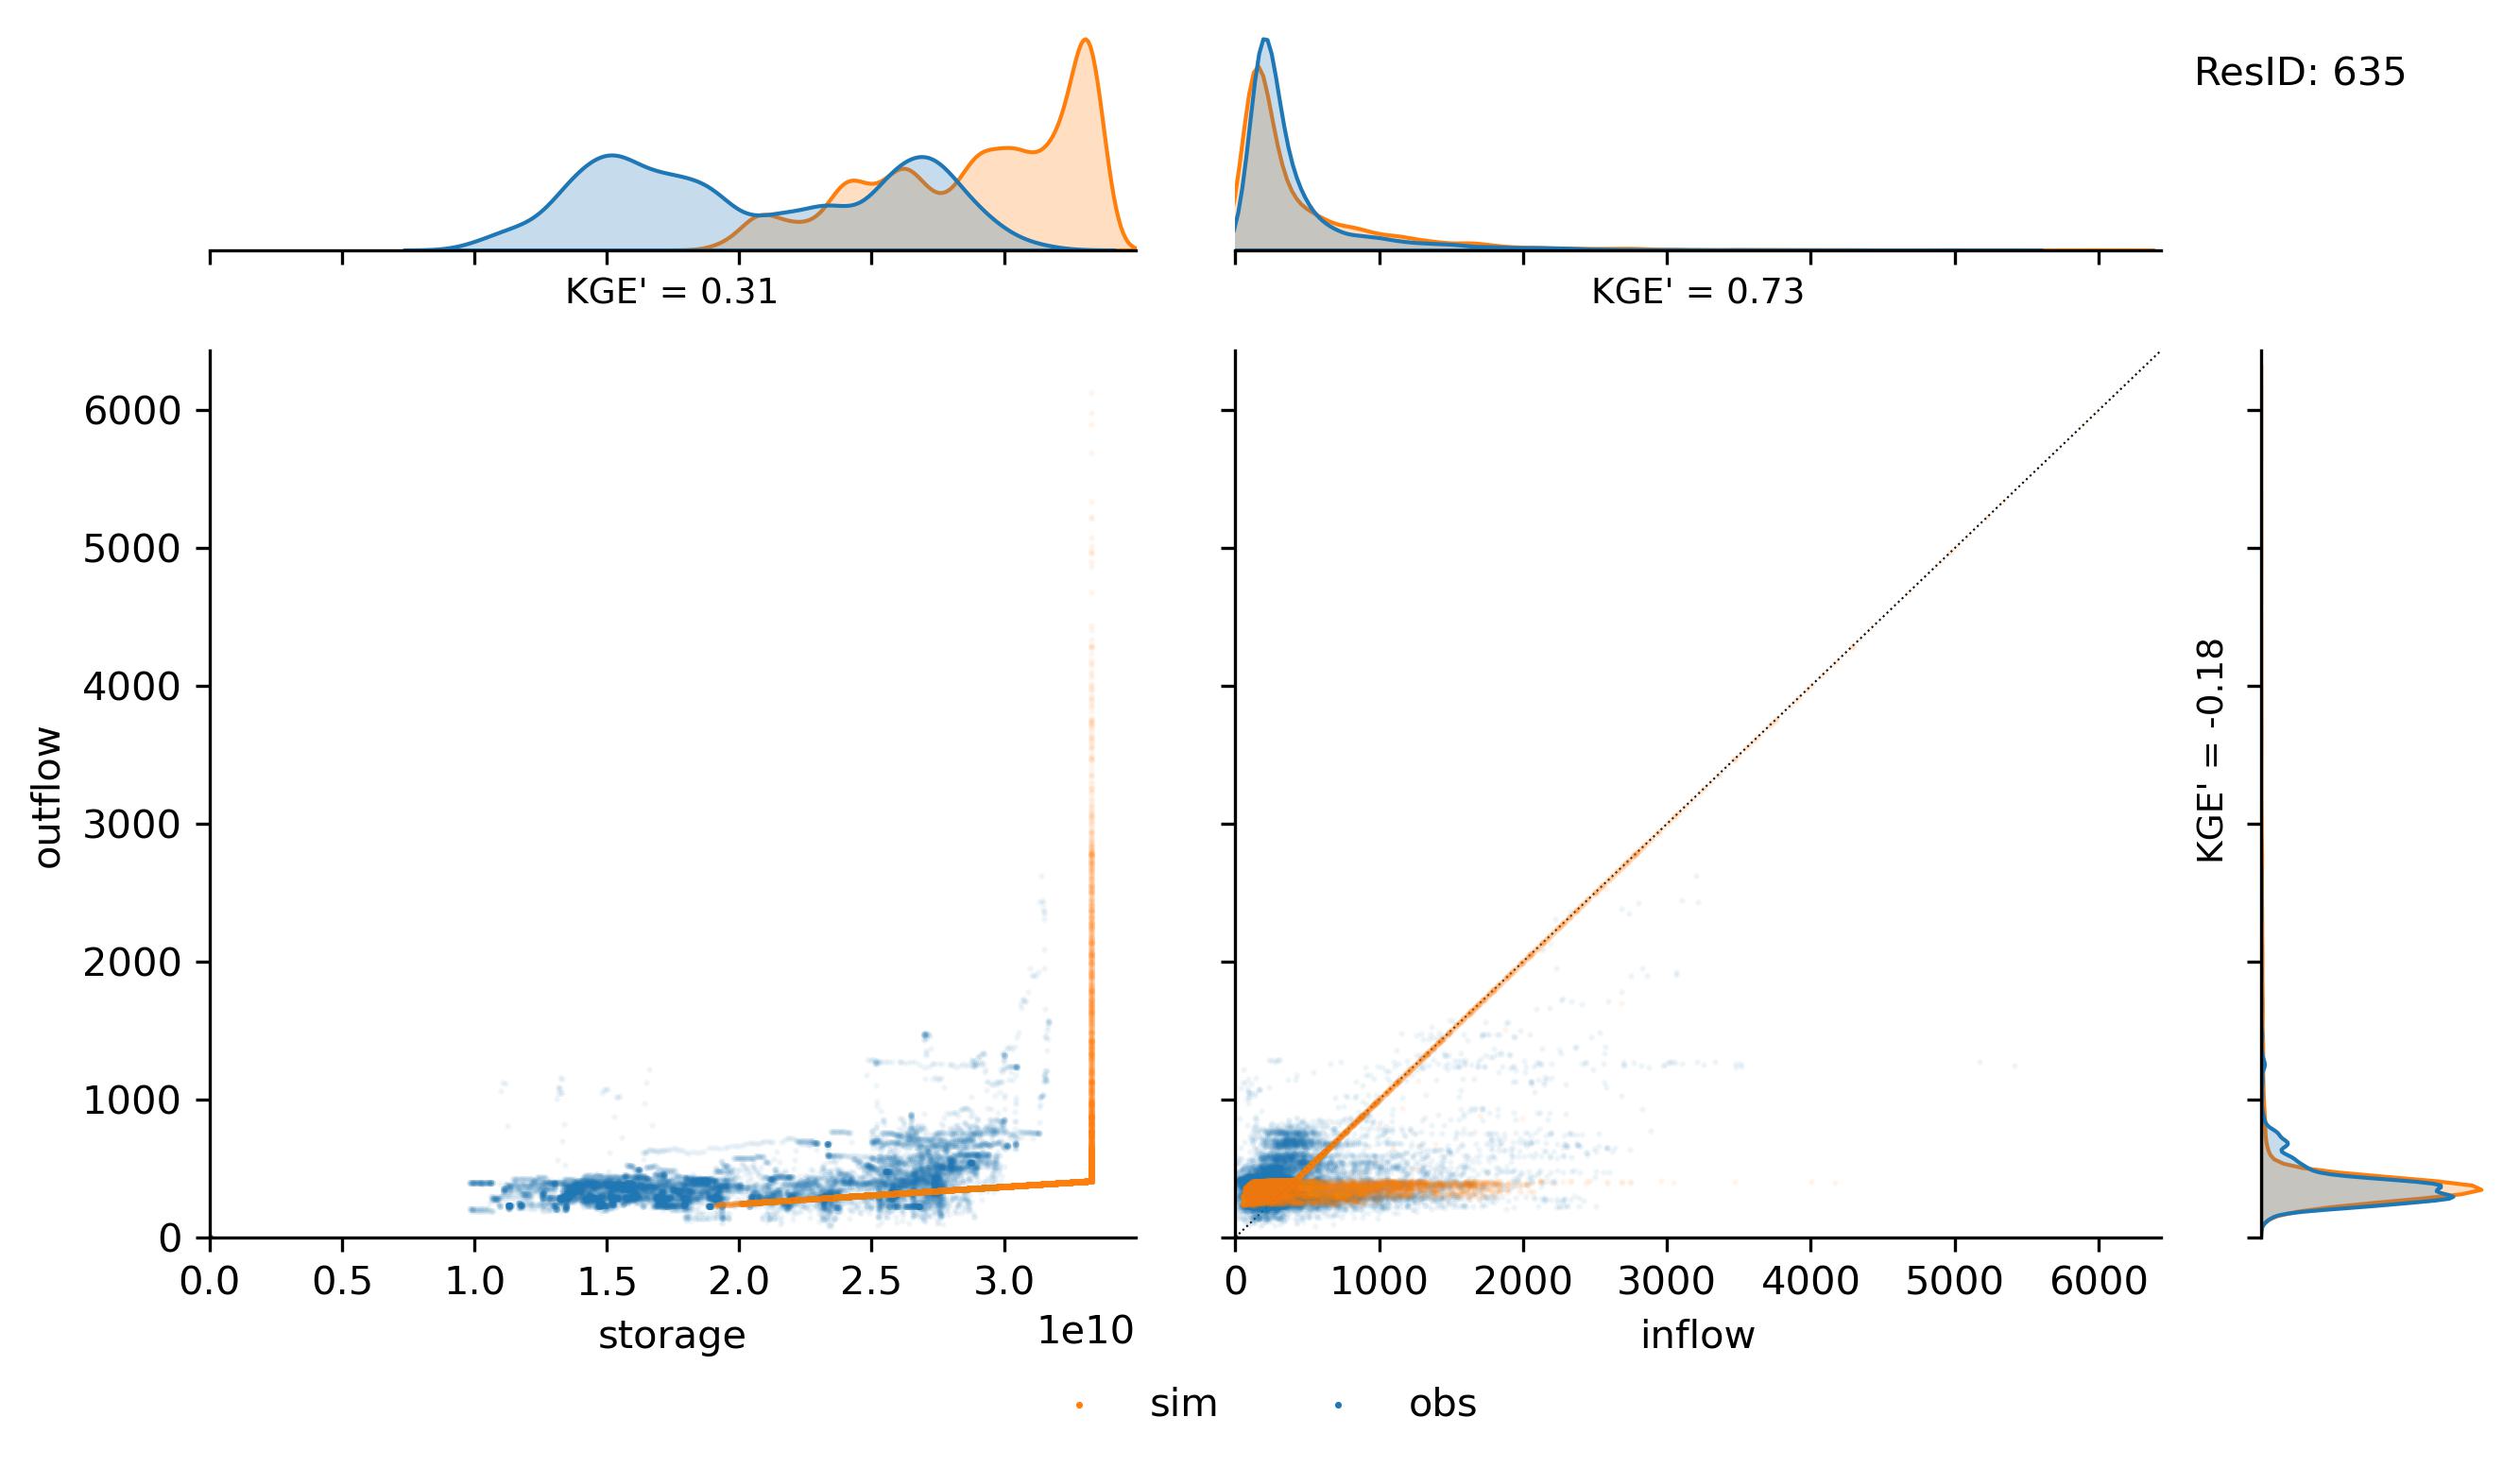 ResID: 635
KGE' = 0.31
KGE' = 0.73
outflow
6000
5000
4000
3000
2000
1000
0
KGE' = -0.18
0.0 0.5 1.0 1.5 2.0 2.5 3.0
1e10
storage
0 1000 2000 3000 4000 5000 6000
inflow
sim obs